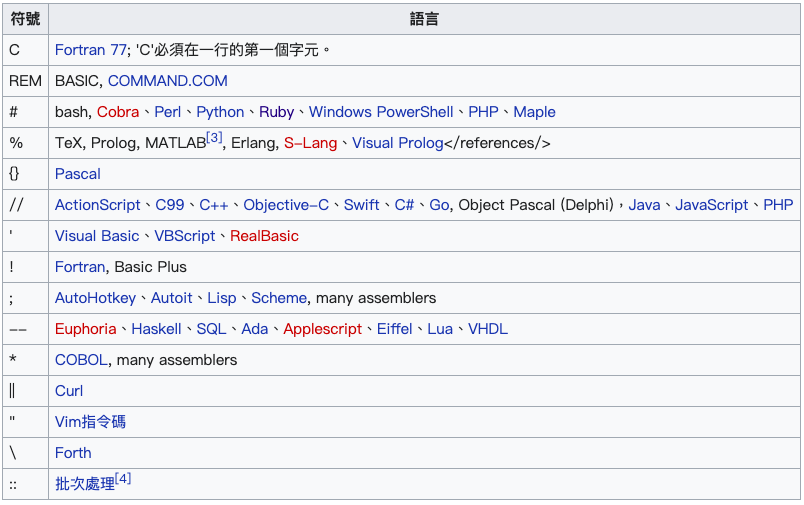 符號 語言
C Fortran 77; 'C'必須在一行的第一個字元。
REM BASIC, COMMAND.COM
# bash, Cobra、Perl、Python、Ruby、Windows PowerShell、PHP、Maple
% TeX, Prolog, MATLAB[3], Erlang, S-Lang、Visual Prolog</references/>
{} Pascal
// ActionScript、C99、C++、Objective-C、Swift、C#、Go, Object Pascal (Delphi)，Java、JavaScript、PHP
' Visual Basic、VBScript、RealBasic
! Fortran, Basic Plus
; AutoHotkey、Autoit、Lisp、Scheme, many assemblers
-- Euphoria、Haskell、SQL、Ada、Applescript、Eiffel、Lua、VHDL
* COBOL, many assemblers
|| Curl
" Vim指令碼
\ Forth
:: 批次處理[4]